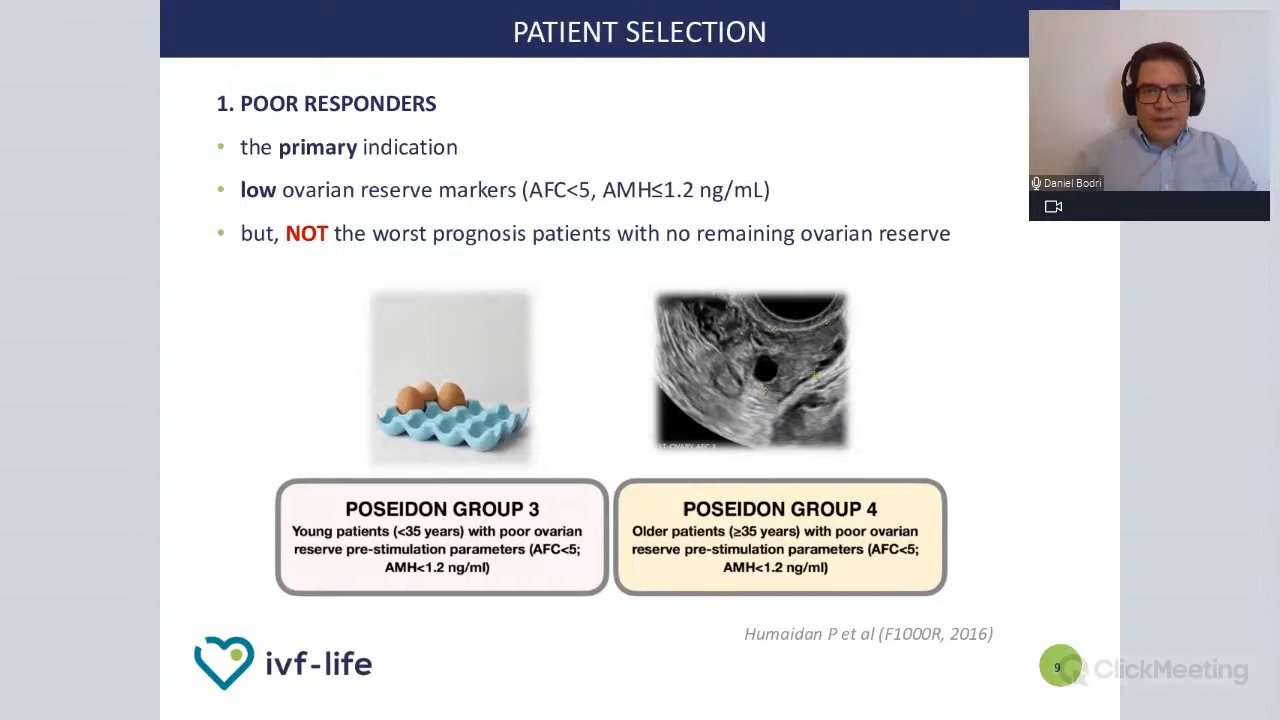 PATIENT SELECTION
1. POOR RESPONDERS
• the primary indication
• low ovarian reserve markers (AFC<5, AMH≤1.2 ng/mL)
• but, NOT the worst prognosis patients with no remaining ovarian reserve
Daniel Bodri
POSEIDON GROUP 3
Young patients (<35 years) with poor ovarian
reserve pre-stimulation parameters (AFC<5;
AMH<1.2 ng/ml)
POSEIDON GROUP 4
Older patients (≥35 years) with poor ovarian
reserve pre-stimulation parameters (AFC<5;
AMH<1.2 ng/ml)
Humaidan P et al (F1000R, 2016)
ivf-life
9
ClickMeeting